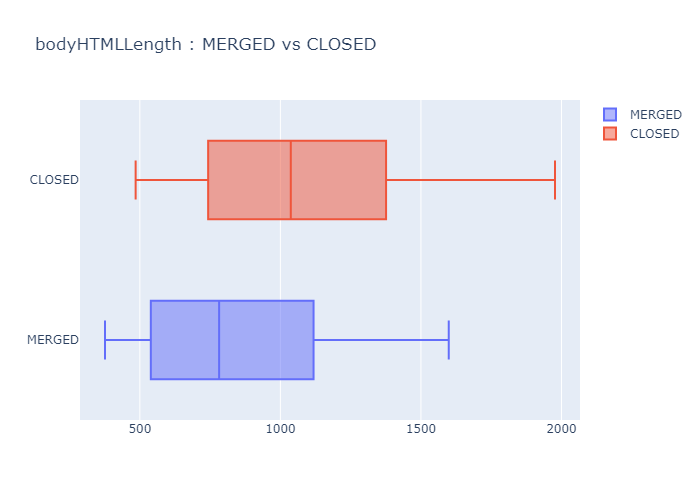 bodyHTMLLength : MERGED vs CLOSED
MERGED
CLOSED
CLOSED
MERGED
500
1000
1500
2000